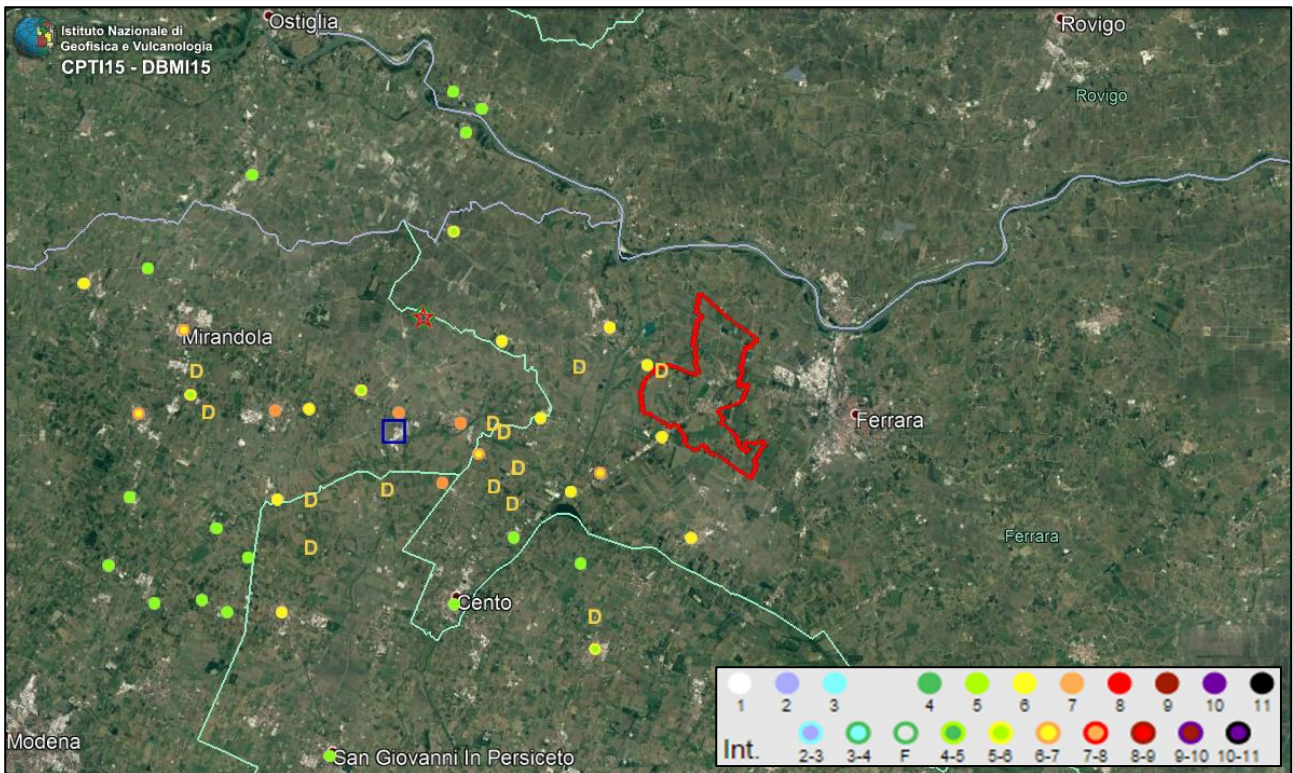 Istituto Nazionale di
Geofisica e Vulcanologia
CPTI15 - DBMI15
Ostiglia
Rovigo
Rovigo
Mirandola
D
D
D
D
D
D
Ferrara
D
D
D
D
D
D
Ferrara
Cento
D
Modena
San Giovanni In Persiceto
1 2 3 4 5 6 7 8 9 10 11
Int. 2-3 3-4 F 4-5 5-6 6-7 7-8 8-9 9-10 10-11